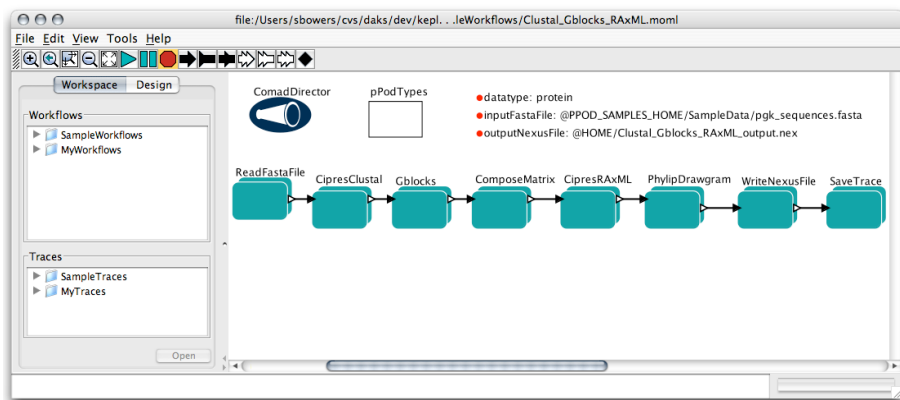 file:/Users/sbowers/cvs/daks/dev/kepl. . .leWorkflows/Clustal_Gblocks_RAxML.moml
File Edit View Tools Help
Workspace Design
Workflows
SampleWorkflows
MyWorkflows
Traces
SampleTraces
MyTraces
Open
ComadDirector
pPodTypes
datatype: protein
inputFastaFile: @PPOD_SAMPLES_HOME/SampleData/pgk_sequences.fasta
outputNexusFile: @HOME/Clustal_Gblocks_RAxML_output.nex
ReadFastaFile CipresClustal Gblocks ComposeMatrix CipresRAxML PhylipDrawgram WriteNexusFile SaveTrace